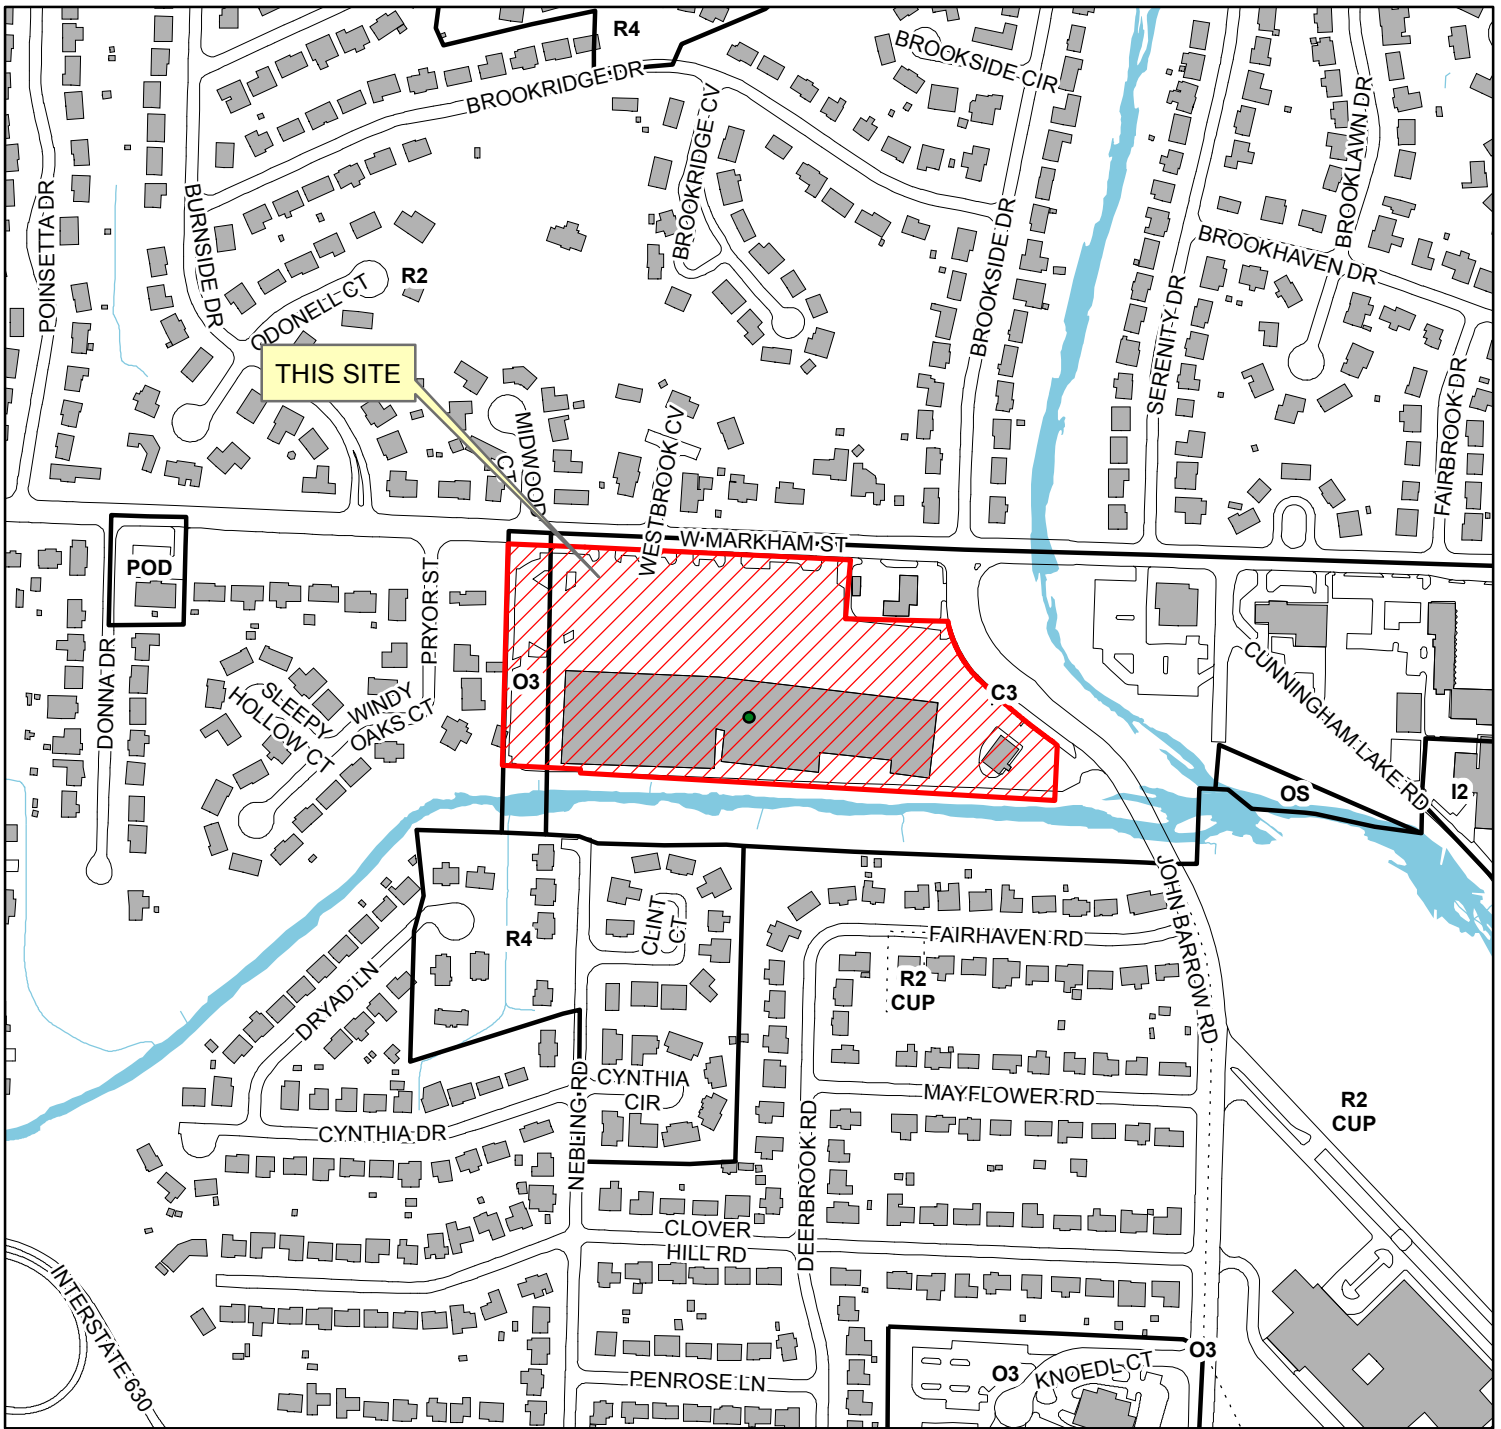 R4
BROOKSIDE CIR
BROOKRIDGE DR
BROOKRIDGE CV
BROOKLAWN DR
POINSETTA DR
BURNSIDE DR
BROOKSIDE DR
BROOKHAVEN DR
R2
ODONELL CT
SERENITY DR
THIS SITE
FAIRBROOK DR
MIDWOOD
CT
WESTBROOK CV
W MARKHAM ST
POD
PRYOR ST
DONNA DR
SLEEPY
HOLLOW CT
WINDY
OAKS CT
O3
C3
CUNNINGHAM LAKE RD
OS
I2
JOHN BARROW RD
CLINT
CT
R4
FAIRHAVEN RD
DRYAD LN
R2
CUP
CYNTHIA
CIR
MAYFLOWER RD
R2
CUP
CYNTHIA DR
NEBLING RD
DEERBROOK RD
CLOVER
HILL RD
INTERSTATE 630
PENROSE LN
O3
KNOEDL CT
O3